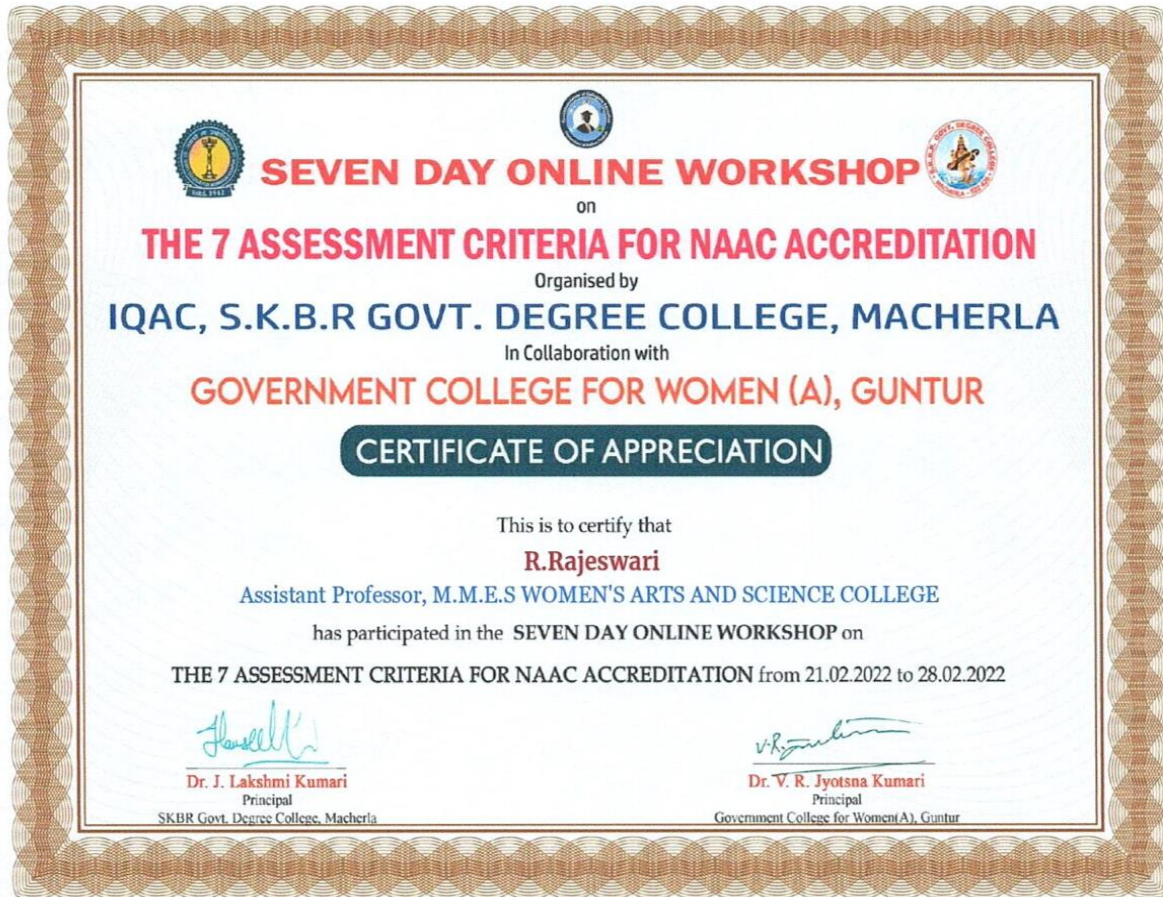 SEVEN DAY ONLINE WORKSHOP
on
THE 7 ASSESSMENT CRITERIA FOR NAAC ACCREDITATION
Organised by
IQAC, S.K.B.R GOVT. DEGREE COLLEGE, MACHERLA
In Collaboration with
GOVERNMENT COLLEGE FOR WOMEN (A), GUNTUR
CERTIFICATE OF APPRECIATION
This is to certify that
R.Rajeswari
Assistant Professor, M.M.E.S WOMEN'S ARTS AND SCIENCE COLLEGE
has participated in the SEVEN DAY ONLINE WORKSHOP on
THE 7 ASSESSMENT CRITERIA FOR NAAC ACCREDITATION from 21.02.2022 to 28.02.2022
Dr. J. Lakshmi Kumari
Principal
SKBR Govt. Degree College, Macherla
Dr. V. R. Jyotsna Kumari
Principal
Government College for Women(A), Guntur